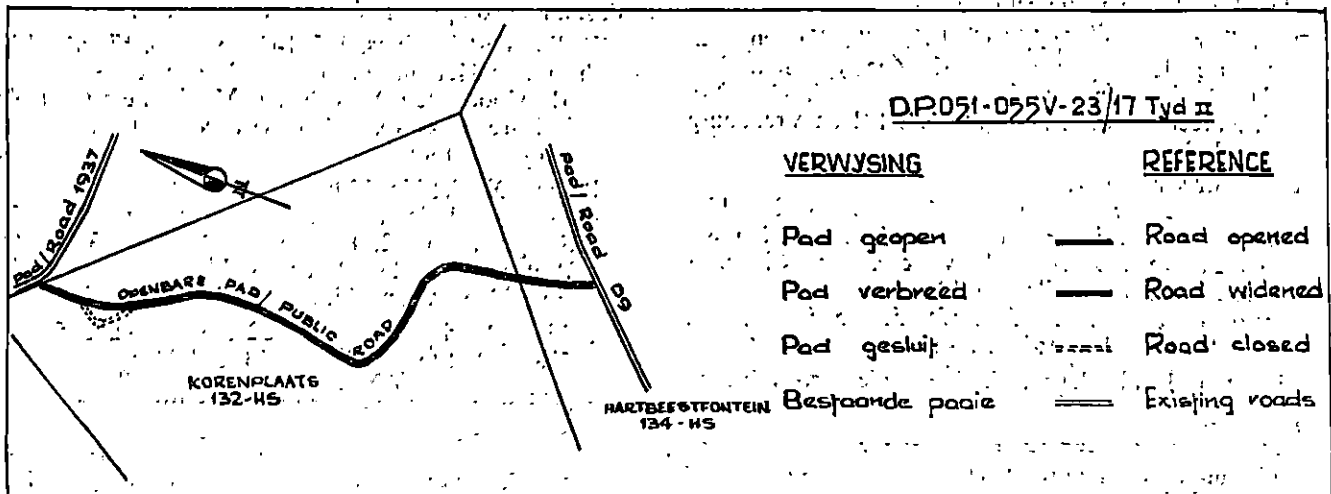 Pad/Road 1937
N
OPENBARE PAD/PUBLIC ROAD
KORENPLAATS
132-HS
Pad/Road D9
HARTBEESTFONTEIN
134-HS
D.P.051-055V-23/17 Tyd II
VERWYSING REFERENCE
Pad geopen Road opened
Pad verbreed Road widened
Pad gesluit Road closed
Bestaande paaie Existing roads